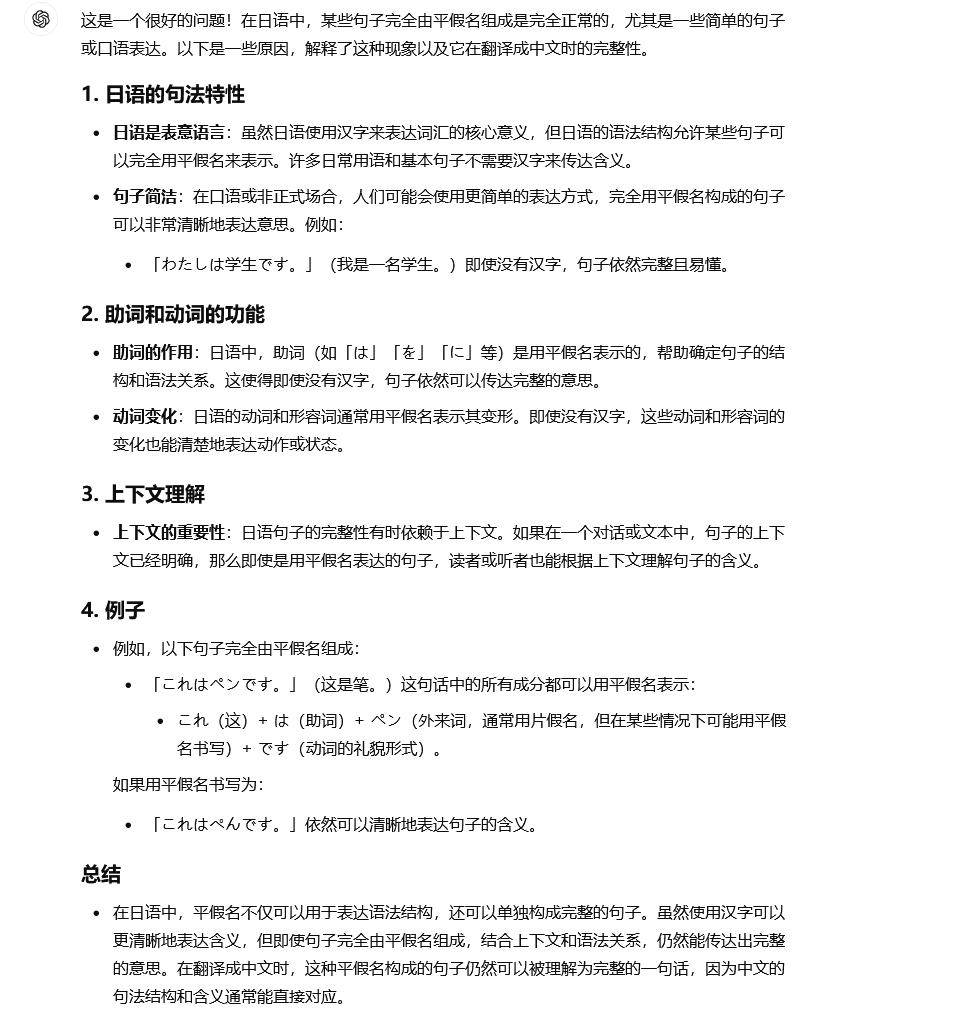 这是一个很好的问题！在日语中，某些句子完全由平假名组成是完全正常的，尤其是一些简单的句子
或口语表达。以下是一些原因，解释了这种现象以及它在翻译成中文时的完整性。
1. 日语的句法特性
• 日语是表意语言：虽然日语使用汉字来表达词汇的核心意义，但日语的语法结构允许某些句子可
以完全用平假名来表示。许多日常用语和基本句子不需要汉字来传达含义。
• 句子简洁：在口语或非正式场合，人们可能会使用更简单的表达方式，完全用平假名构成的句子
可以非常清晰地表达意思。例如：
• 「わたしは学生です。」（我是一名学生。）即使没有汉字，句子依然完整且易懂。
2. 助词和动词的功能
• 助词的作用：日语中，助词（如「は」「を」「に」等）是用平假名表示的，帮助确定句子的结
构和语法关系。这使得即使没有汉字，句子依然可以传达完整的意思。
• 动词变化：日语的动词和形容词通常用平假名表示其变形。即使没有汉字，这些动词和形容词的
变化也能清楚地表达动作或状态。
3. 上下文理解
• 上下文的重要性：日语句子的完整性有时依赖于上下文。如果在一个对话或文本中，句子的上下
文已经明确，那么即使是用平假名表达的句子，读者或听者也能根据上下文理解句子的含义。
4. 例子
• 例如，以下句子完全由平假名组成：
• 「これはペンです。」（这是笔。）这句话中的所有成分都可以用平假名表示：
• これ（这）+ は（助词）+ ペン（外来词，通常用片假名，但在某些情况下可能用平假
名书写）+ です（动词的礼貌形式）。
如果用平假名书写为：
• 「これはぺんです。」依然可以清晰地表达句子的含义。
总结
• 在日语中，平假名不仅可以用于表达语法结构，还可以单独构成完整的句子。虽然使用汉字可以
更清晰地表达含义，但即使句子完全由平假名组成，结合上下文和语法关系，仍然能传达出完整
的意思。在翻译成中文时，这种平假名构成的句子仍然可以被理解为完整的一句话，因为中文的
句法结构和含义通常能直接对应。